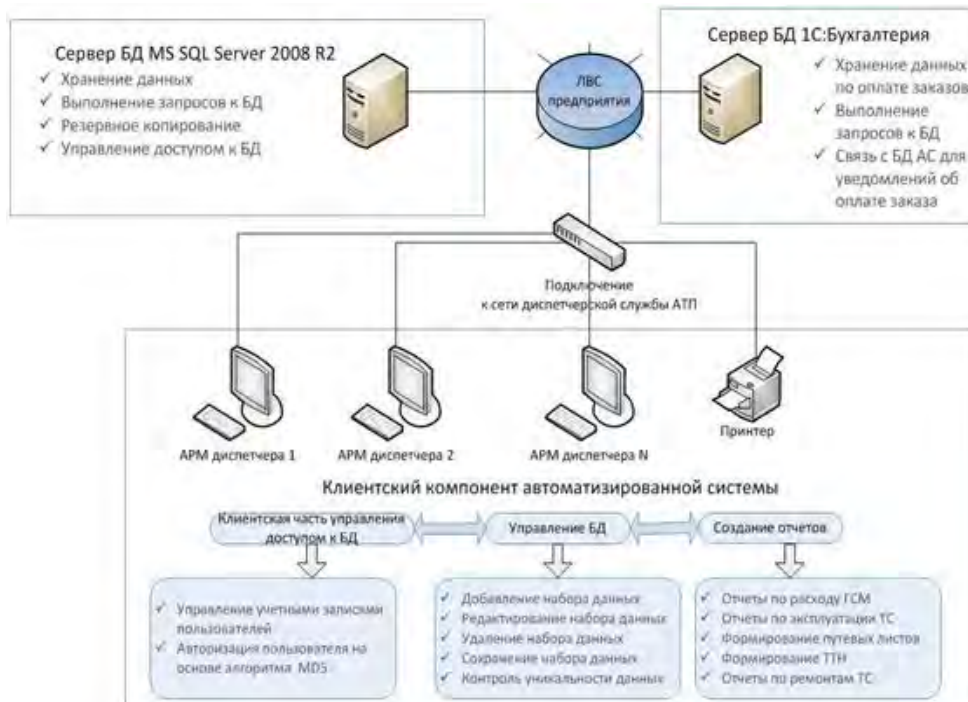 Сервер БД MS SQL Server 2008 R2
✓ Хранение данных
✓ Выполнение запросов к БД
✓ Резервное копирование
✓ Управление доступом к БД
ЛВС
предприятия
Сервер БД 1С:Бухгалтерия
✓ Хранение данных
по оплате заказов
✓ Выполнение
запросов к БД
✓ Связь с БД АС для
уведомлений об
оплате заказа
Подключение
к сети диспетчерской службы АТП
АРМ диспетчера 1
АРМ диспетчера 2
АРМ диспетчера N
Принтер
Клиентский компонент автоматизированной системы
Клиентская часть управления
доступом к БД
Управление БД
Создание отчетов
✓ Управление учетными записями
пользователей
✓ Авторизация пользователя на
основе алгоритма MD5
✓ Добавление набора данных
✓ Редактирование набора данных
✓ Удаление набора данных
✓ Сохранение набора данных
✓ Контроль уникальности данных
✓ Отчеты по расходу ГСМ
✓ Отчеты по эксплуатации ТС
✓ Формирование путевых листов
✓ Формирование ТТН
✓ Отчеты по ремонтам ТС